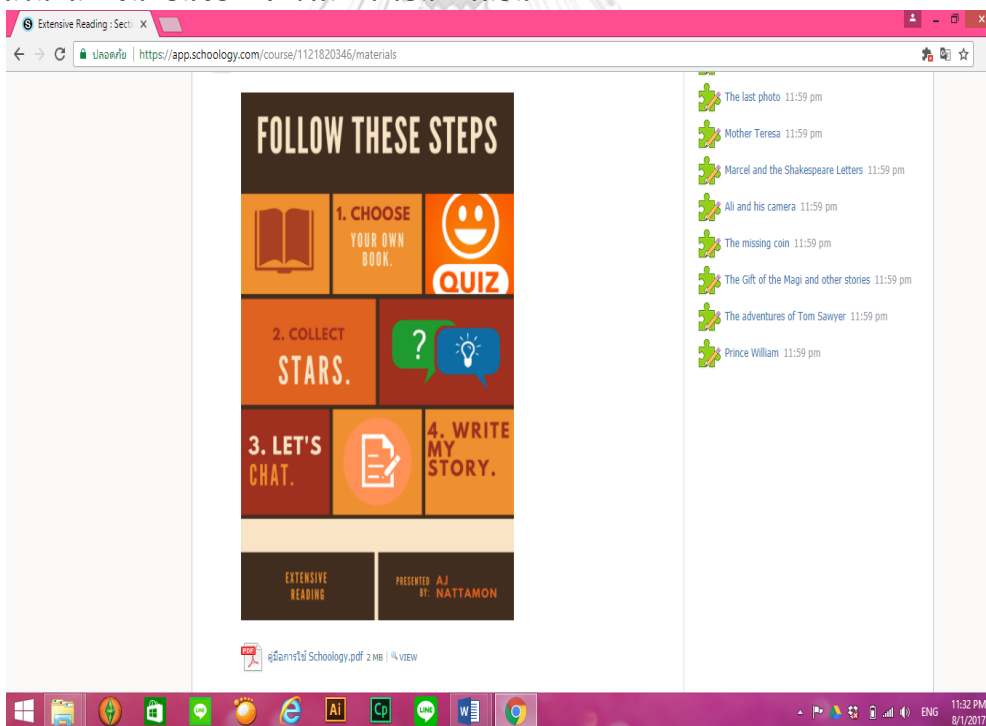 Extensive Reading : Secti
ปลอดภัย | https://app.schoology.com/course/1121820346/materials
FOLLOW THESE STEPS
1. CHOOSE
YOUR OWN
BOOK.
QUIZ
2. COLLECT
STARS.
?
3. LET'S
CHAT.
4. WRITE
MY
STORY.
EXTENSIVE
READING
PRESENTED
BY:
AJ
NATTAMON
PDF
คู่มือการใช้ Schoology.pdf 2 MB | VIEW
The last photo 11:59 pm
Mother Teresa 11:59 pm
Marcel and the Shakespeare Letters 11:59 pm
Ali and his camera 11:59 pm
The missing coin 11:59 pm
The Gift of the Magi and other stories 11:59 pm
The adventures of Tom Sawyer 11:59 pm
Prince William 11:59 pm
LINE
Ai
Cp
LINE
ENG
11:32 PM
8/1/2017